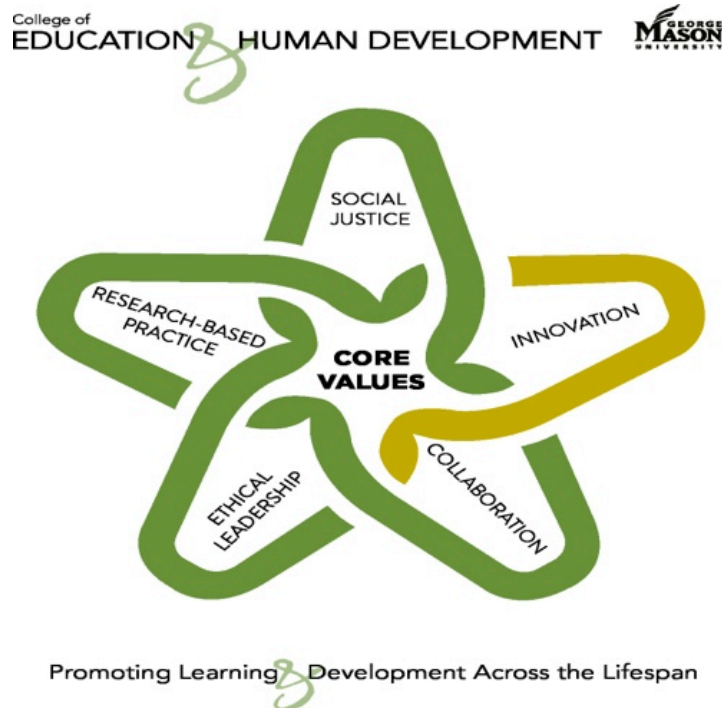 College of
EDUCATION & HUMAN DEVELOPMENT
GEORGE
MASON
UNIVERSITY
SOCIAL
JUSTICE
RESEARCH-BASED
PRACTICE
INNOVATION
CORE
VALUES
ETHICAL
LEADERSHIP
COLLABORATION
Promoting Learning & Development Across the Lifespan